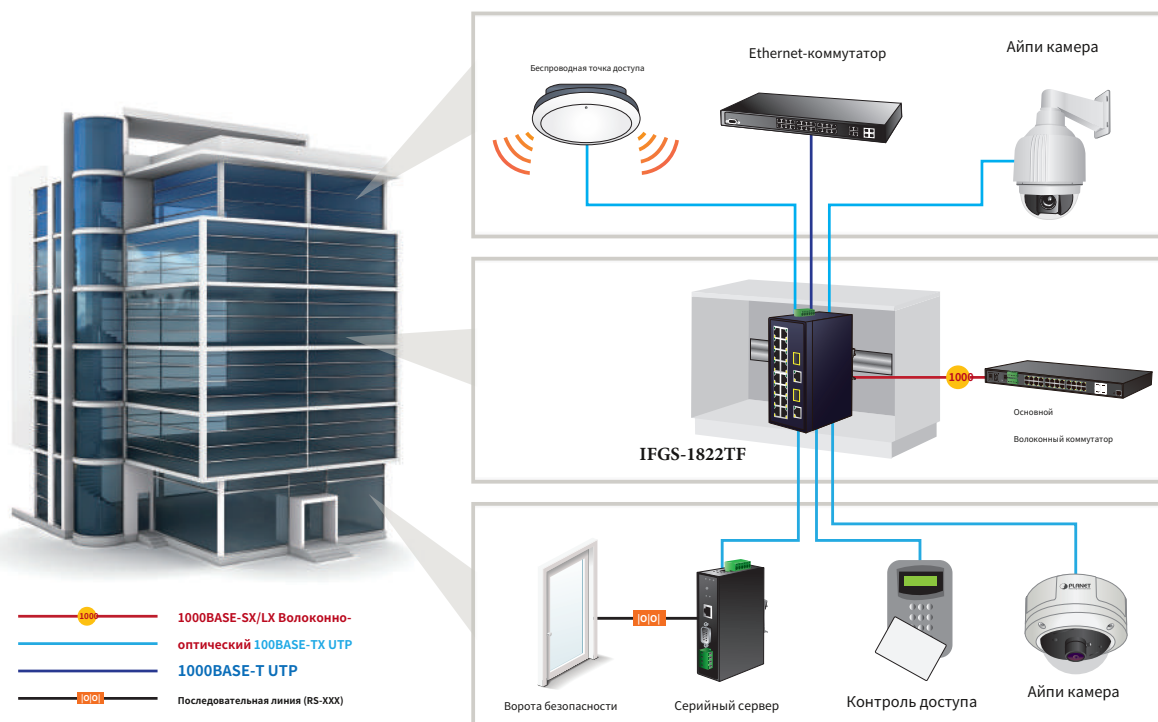 Беспроводная точка доступа
Ethernet-коммутатор
Айпи камера
1000
Основной
Волоконный коммутатор
IFGS-1822TF
1000
1000BASE-SX/LX Волоконно-
оптический 100BASE-TX UTP
1000BASE-T UTP
|O|O|
Последовательная линия (RS-XXX)
|O|O|
PLANET
Ворота безопасности
Серийный сервер
Контроль доступа
Айпи камера